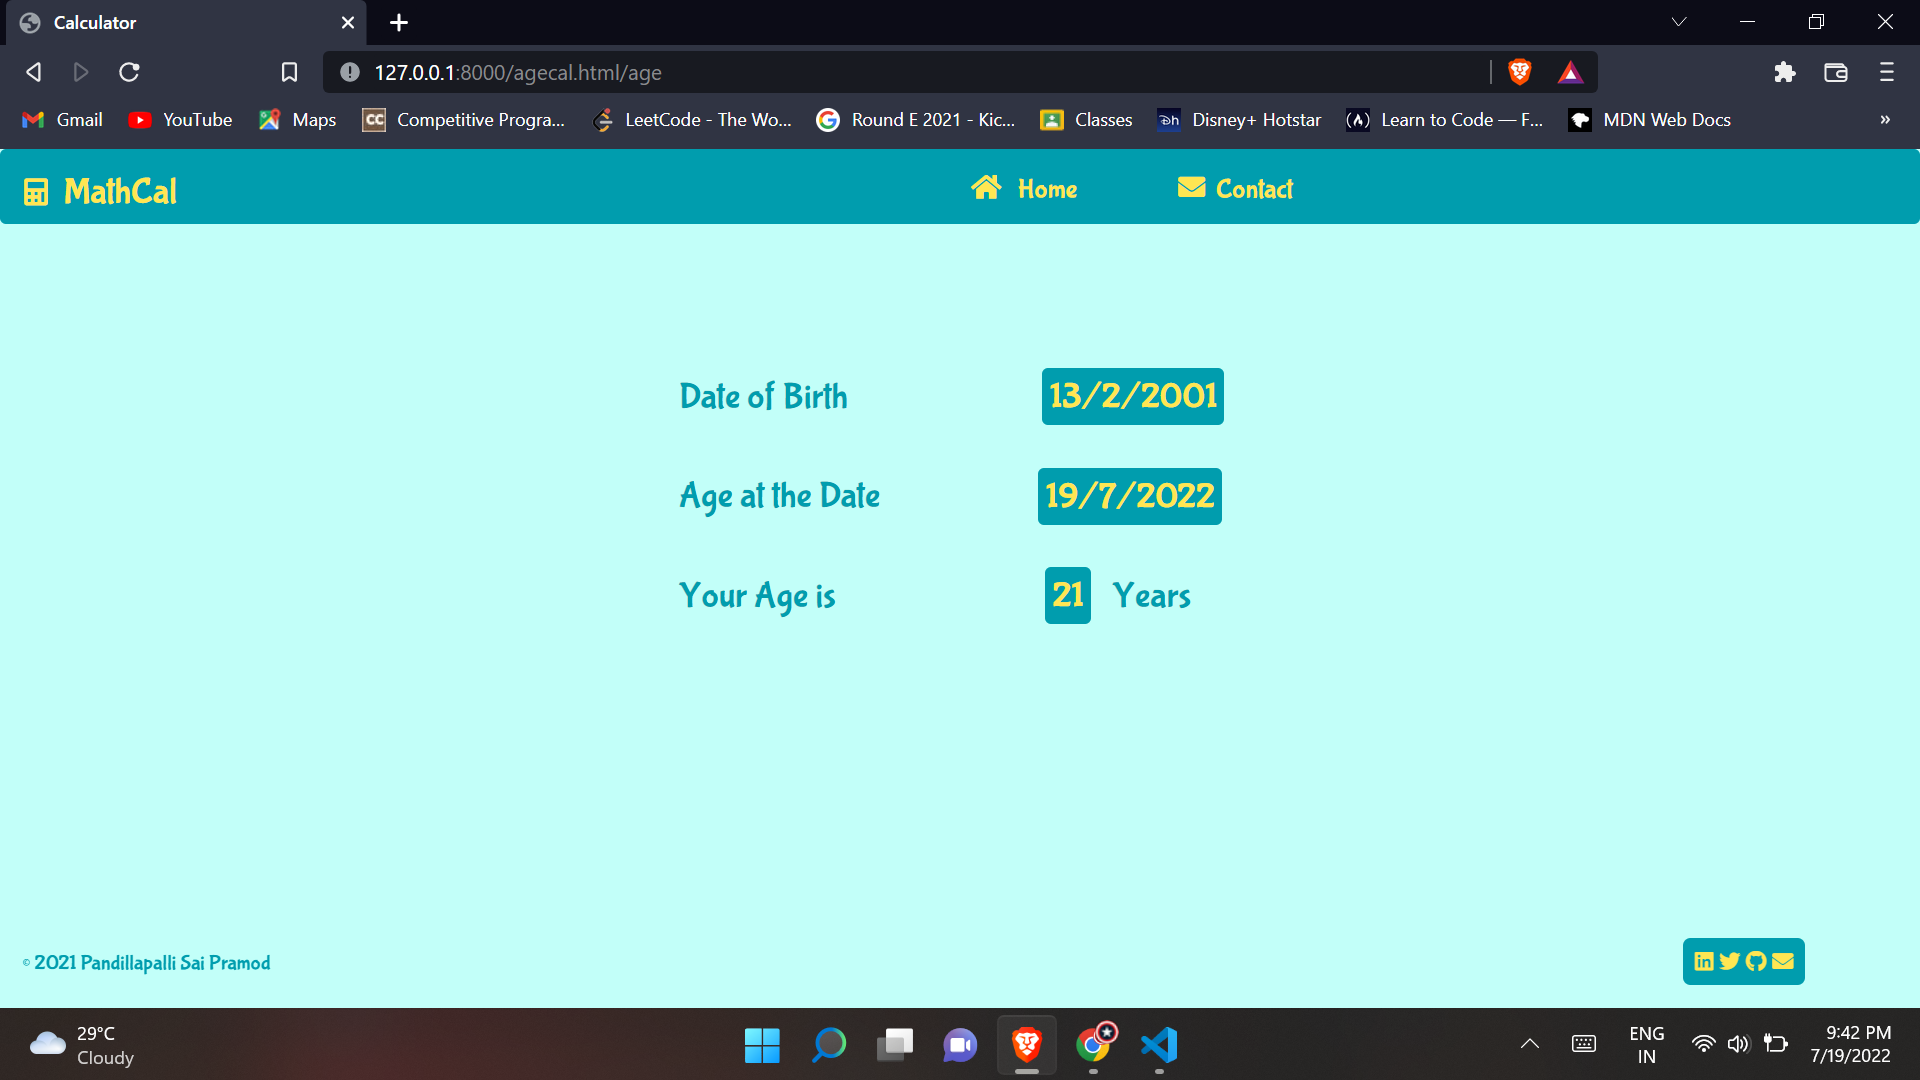 Calculator
127.0.0.1:8000/agecal.html/age
Gmail YouTube Maps CC Competitive Progra... LeetCode - The Wo... Round E 2021 - Kic... Classes Disney+ Hotstar Learn to Code — F... MDN Web Docs »
MathCal Home Contact
Date of Birth 13/2/2001
Age at the Date 19/7/2022
Your Age is 21 Years
© 2021 Pandillapalli Sai Pramod
29°C
Cloudy
ENG
IN
9:42 PM
7/19/2022